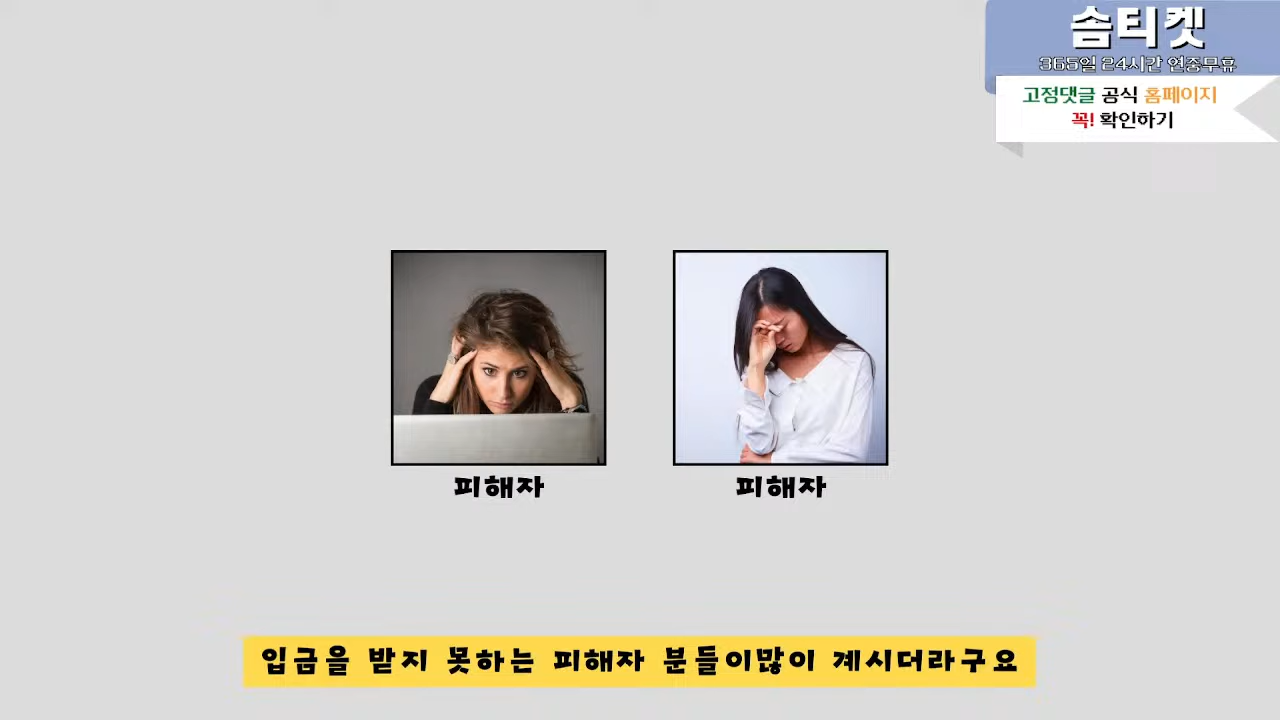 솜티켓
365일 24시간 연중무휴
고정댓글 공식 홈페이지
꼭! 확인하기
피해자
피해자
입금을 받지 못하는 피해자 분들이많이 계시더라구요